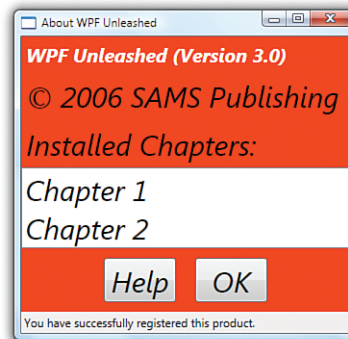 About WPF Unleashed
WPF Unleashed (Version 3.0)
© 2006 SAMS Publishing
Installed Chapters:
Chapter 1
Chapter 2
Help OK
You have successfully registered this product.